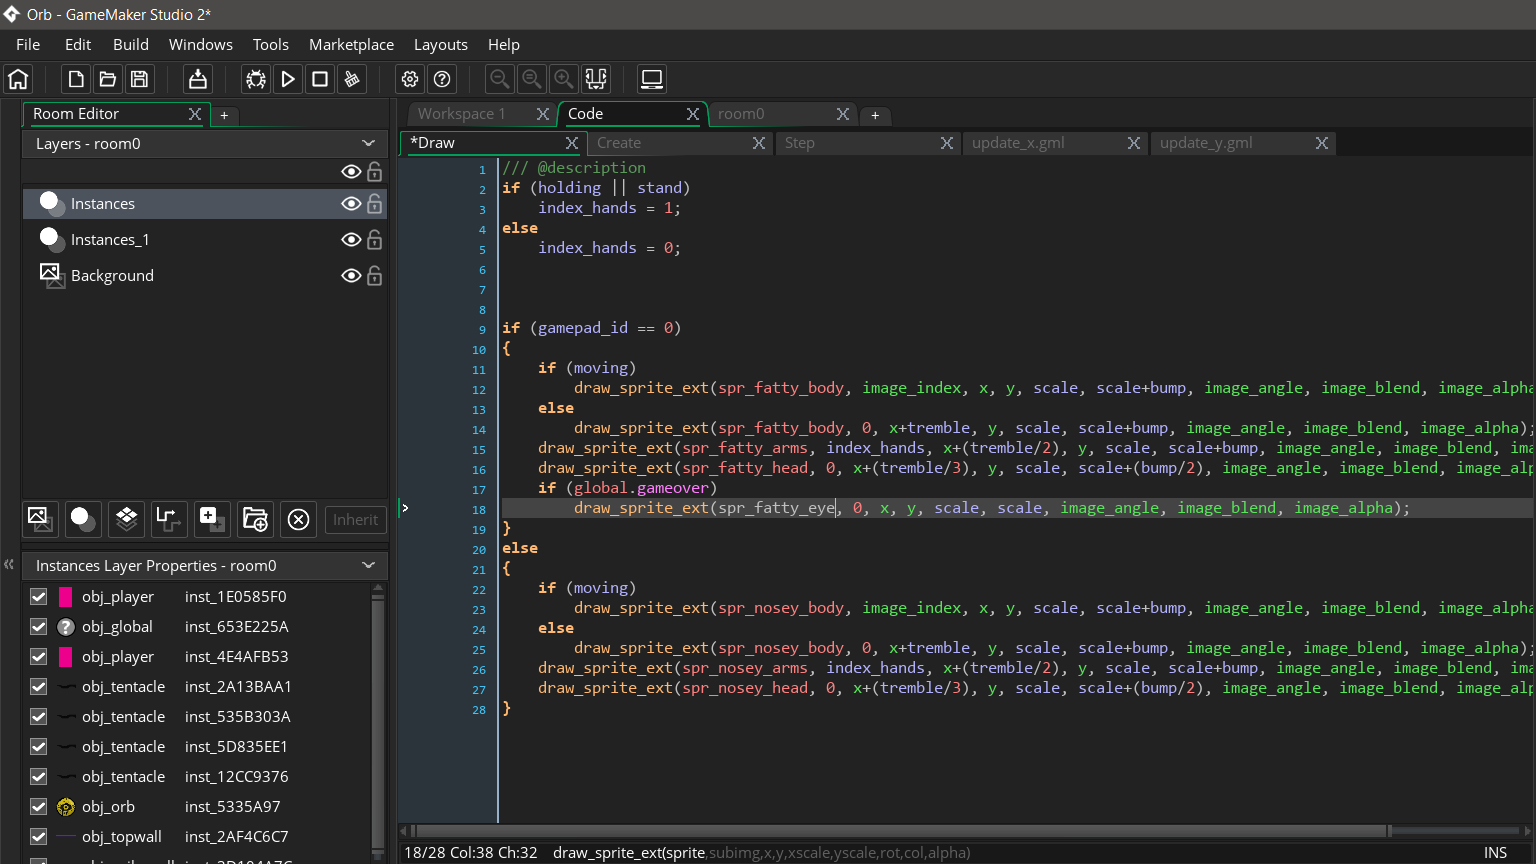 Orb - GameMaker Studio 2*
File Edit Build Windows Tools Marketplace Layouts Help
Room Editor
+
Workspace 1
Code
room0
+
Layers - room0
*Draw
Create
Step
update_x.gml
update_y.gml
Instances
Instances_1
Background
Inherit
Instances Layer Properties - room0
obj_player inst_1E0585F0
obj_global inst_653E225A
obj_player inst_4E4AFB53
obj_tentacle inst_2A13BAA1
obj_tentacle inst_535B303A
obj_tentacle inst_5D835EE1
obj_tentacle inst_12CC9376
obj_orb inst_5335A97
obj_topwall inst_2AF4C6C7
1 /// @description
2 if (holding || stand)
3 index_hands = 1;
4 else
5 index_hands = 0;
6
7
8
9 if (gamepad_id == 0)
10 {
11 if (moving)
12 draw_sprite_ext(spr_fatty_body, image_index, x, y, scale, scale+bump, image_angle, image_blend, image_alpha
13 else
14 draw_sprite_ext(spr_fatty_body, 0, x+tremble, y, scale, scale+bump, image_angle, image_blend, image_alpha);
15 draw_sprite_ext(spr_fatty_arms, index_hands, x+(tremble/2), y, scale, scale+bump, image_angle, image_blend, ima
16 draw_sprite_ext(spr_fatty_head, 0, x+(tremble/3), y, scale, scale+(bump/2), image_angle, image_blend, image_alp
17 if (global.gameover)
18 draw_sprite_ext(spr_fatty_eye, 0, x, y, scale, scale, image_angle, image_blend, image_alpha);
19 }
20 else
21 {
22 if (moving)
23 draw_sprite_ext(spr_nosey_body, image_index, x, y, scale, scale+bump, image_angle, image_blend, image_alpha
24 else
25 draw_sprite_ext(spr_nosey_body, 0, x+tremble, y, scale, scale+bump, image_angle, image_blend, image_alpha);
26 draw_sprite_ext(spr_nosey_arms, index_hands, x+(tremble/2), y, scale, scale+bump, image_angle, image_blend, ima
27 draw_sprite_ext(spr_nosey_head, 0, x+(tremble/3), y, scale, scale+(bump/2), image_angle, image_blend, image_alp
28 }
18/28 Col:38 Ch:32 draw_sprite_ext(sprite,subimg,x,y,xscale,yscale,rot,col,alpha) INS